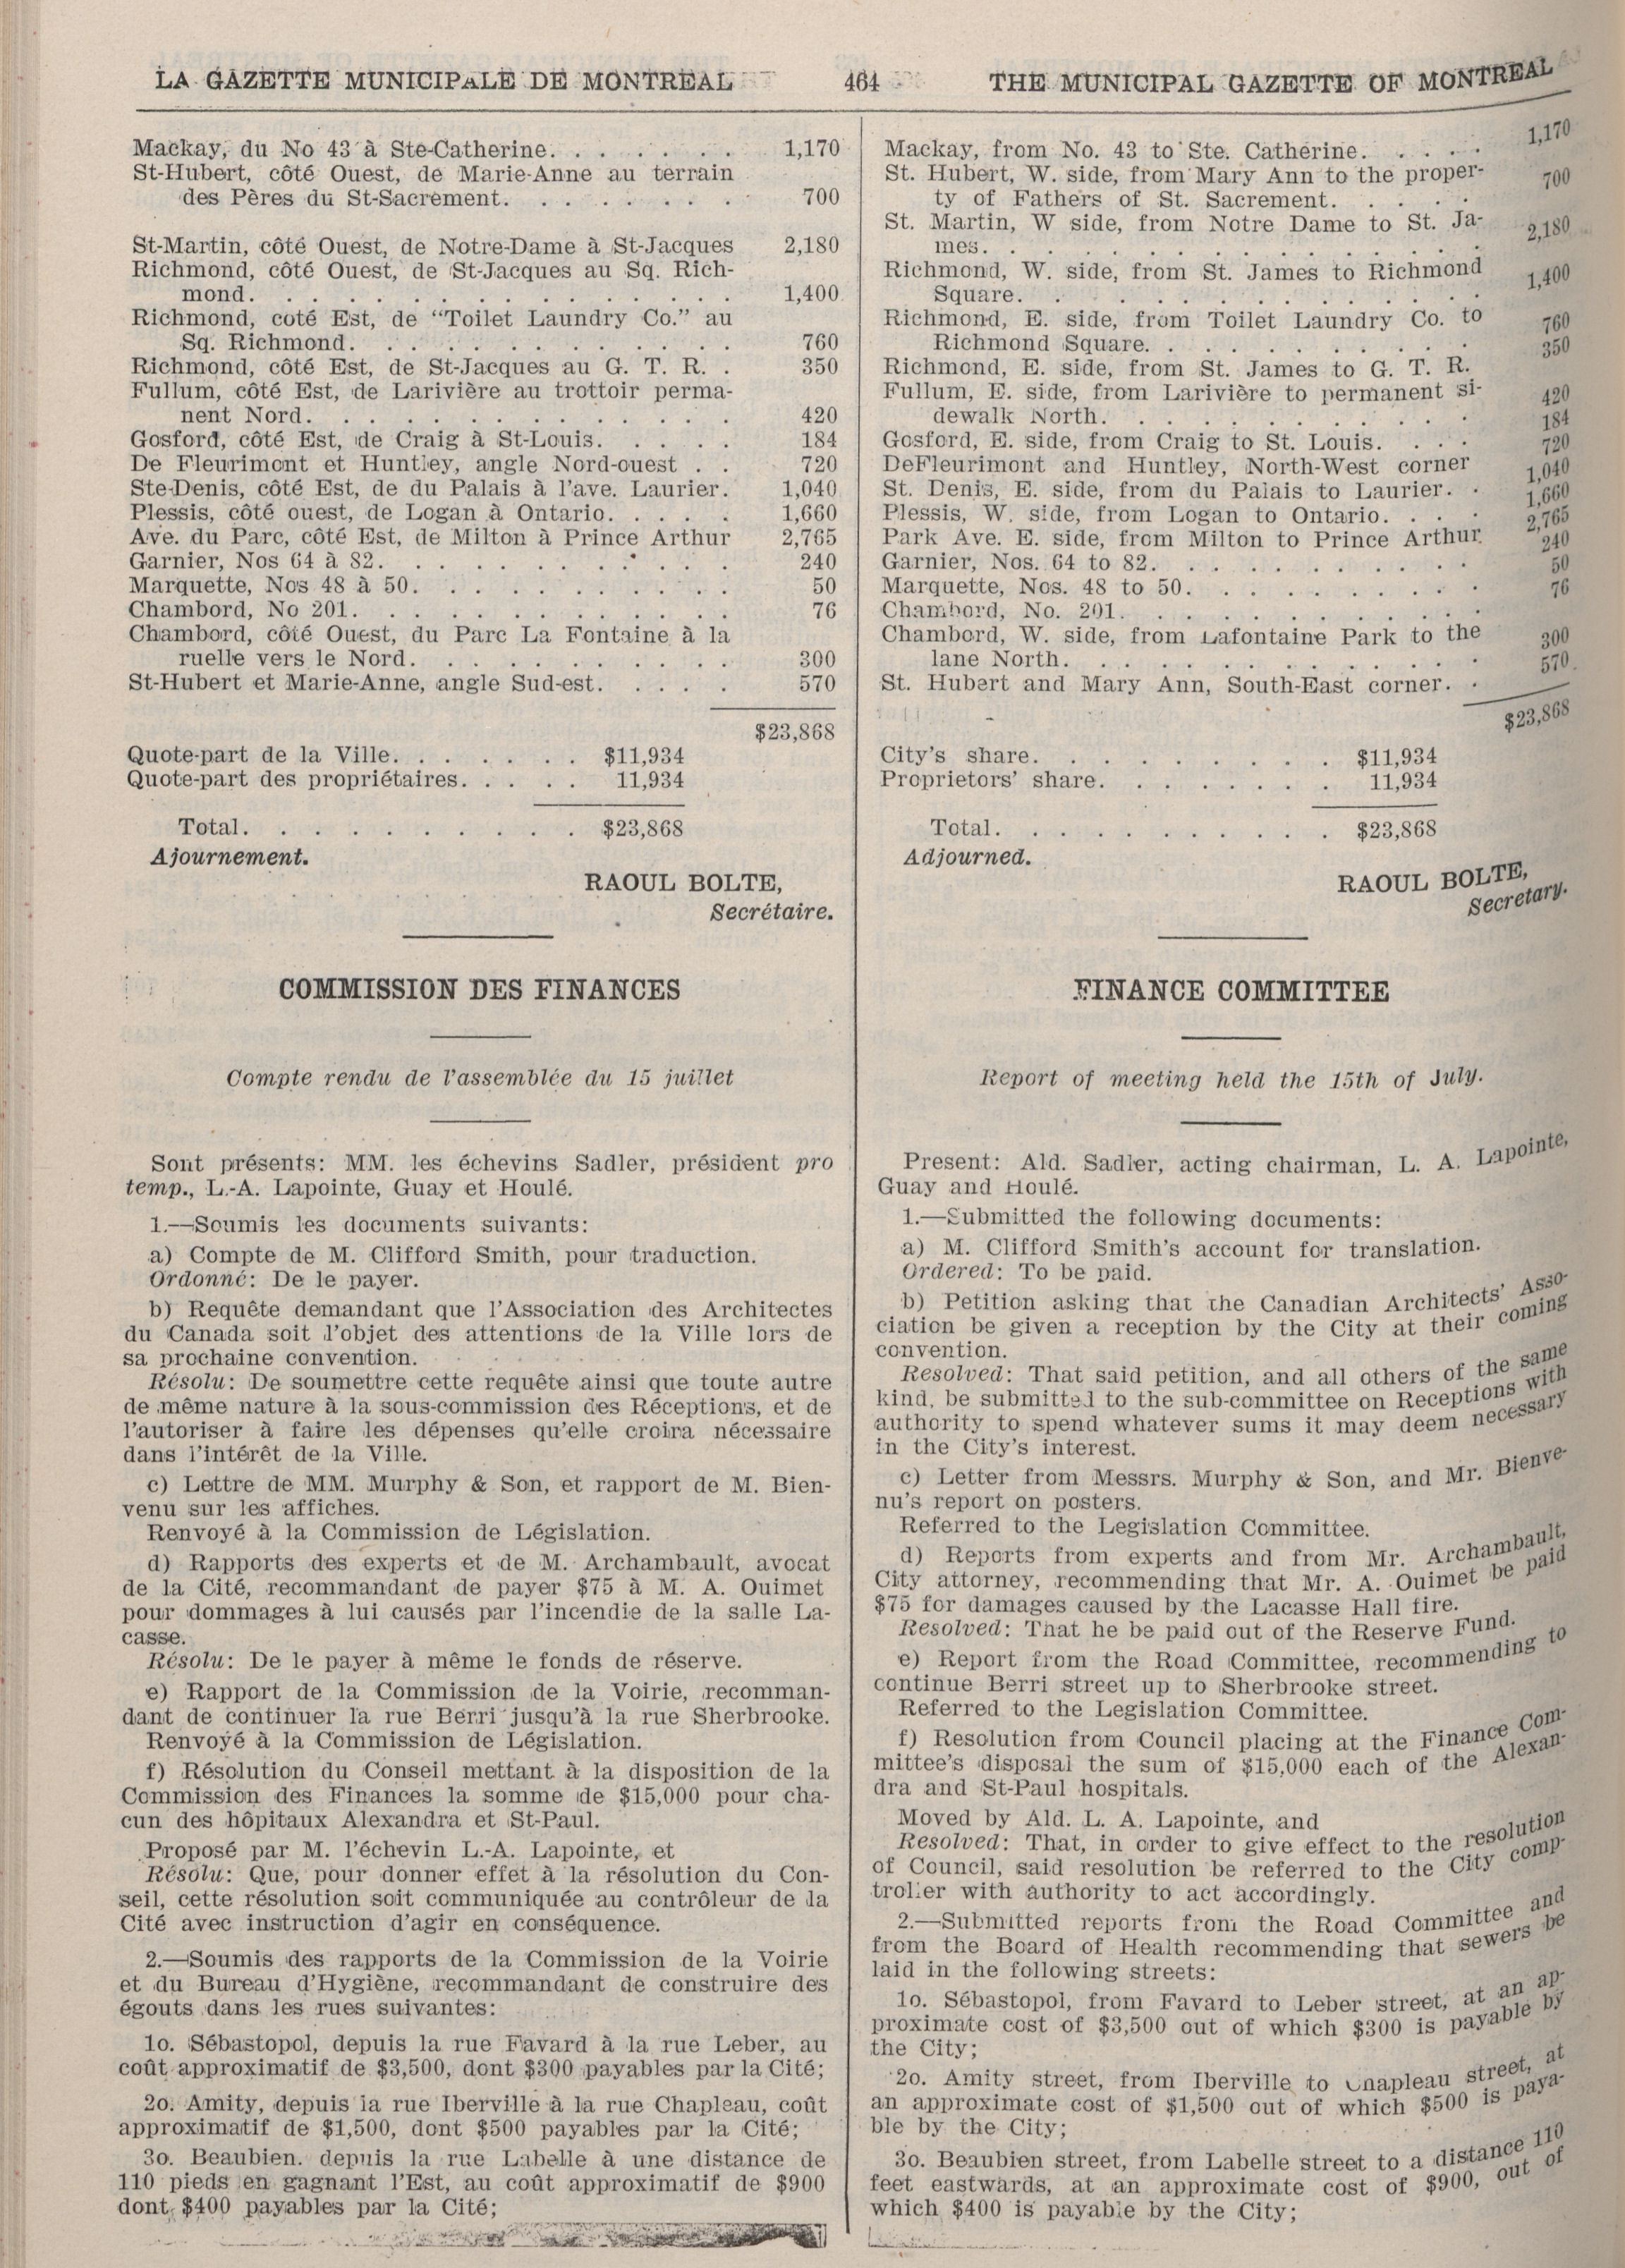 LA GAZETTE MUNICIPALE DE MONTREAL 464 THE MUNICIPAL GAZETTE OF MONTREAL
Mackay, du No 43 à Ste-Catherine. . . . . . . . 1,170
St-Hubert, côté Ouest, de Marie-Anne au terrain
des Pères du St-Sacrement. . . . . . . . . 700
St-Martin, côté Ouest, de Notre-Dame à St-Jacques 2,180
Richmond, côté Ouest, de St-Jacques au Sq. Rich-
mond. . . . . . . . . . . . . . . . . . . . 1,400
Richmond, coté Est, de "Toilet Laundry Co." au
Sq. Richmond. . . . . . . . . . . . . . . . 760
Richmond, côté Est, de St-Jacques au G. T. R. . 350
Fullum, côté Est, de Larivière au trottoir perma-
nent Nord. . . . . . . . . . . . . . . . . 420
Gosford, côté Est, de Craig à St-Louis. . . . . . 184
De Fleurimont et Huntley, angle Nord-ouest . . 720
Ste-Denis, côté Est, de du Palais à l'ave. Laurier. 1,040
Plessis, côté ouest, de Logan à Ontario. . . . . 1,660
Ave. du Parc, côté Est, de Milton à Prince Arthur 2,765
Garnier, Nos 64 à 82. . . . . . . . . . . . . . 240
Marquette, Nos 48 à 50. . . . . . . . . . . . . 50
Chambord, No 201. . . . . . . . . . . . . . . . 76
Chambord, côté Ouest, du Parc La Fontaine à la
ruelle vers le Nord. . . . . . . . . . . . 300
St-Hubert et Marie-Anne, angle Sud-est. . . . . 570
$23,868
Quote-part de la Ville. . . . . . . . $11,934
Quote-part des propriétaires. . . . . 11,934
Total. . . . . . . . . . . . $23,868
Ajournement.
RAOUL BOLTE,
Secrétaire.
COMMISSION DES FINANCES
Compte rendu de l'assemblée du 15 juillet
Sont présents: MM. les échevins Sadler, président pro
temp., L.-A. Lapointe, Guay et Houlé.
1.—Soumis les documents suivants:
a) Compte de M. Clifford Smith, pour traduction.
Ordonné: De le payer.
b) Requête demandant que l'Association des Architectes
du Canada soit l'objet des attentions de la Ville lors de
sa prochaine convention.
Résolu: De soumettre cette requête ainsi que toute autre
de même nature à la sous-commission des Réceptions, et de
l'autoriser à faire les dépenses qu'elle croira nécessaire
dans l'intérêt de la Ville.
c) Lettre de MM. Murphy & Son, et rapport de M. Bien-
venu sur les affiches.
Renvoyé à la Commission de Législation.
d) Rapports des experts et de M. Archambault, avocat
de la Cité, recommandant de payer $75 à M. A. Ouimet
pour dommages à lui causés par l'incendie de la salle La-
casse.
Résolu: De le payer à même le fonds de réserve.
e) Rapport de la Commission de la Voirie, recomman-
dant de continuer la rue Berri jusqu'à la rue Sherbrooke.
Renvoyé à la Commission de Législation.
f) Résolution du Conseil mettant à la disposition de la
Commission des Finances la somme de $15,000 pour cha-
cun des hôpitaux Alexandra et St-Paul.
Proposé par M. l'échevin L.-A. Lapointe, et
Résolu: Que, pour donner effet à la résolution du Con-
seil, cette résolution soit communiquée au contrôleur de la
Cité avec instruction d'agir en conséquence.
2.—Soumis des rapports de la Commission de la Voirie
et du Bureau d'Hygiène, recommandant de construire des
égouts dans les rues suivantes:
1o. Sébastopol, depuis la rue Favard à la rue Leber, au
coût approximatif de $3,500, dont $300 payables par la Cité;
2o. Amity, depuis la rue Iberville à la rue Chapleau, coût
approximatif de $1,500, dont $500 payables par la Cité;
3o. Beaubien. depuis la rue Labelle à une distance de
110 pieds en gagnant l'Est, au coût approximatif de $900
dont $400 payables par la Cité;
Mackay, from No. 43 to Ste. Catherine. . . . . 1,170
St. Hubert, W. side, from Mary Ann to the proper-
ty of Fathers of St. Sacrement. . . . . . 700
St. Martin, W side, from Notre Dame to St. Ja-
mes. . . . . . . . . . . . . . . . . . . 2,180
Richmond, W. side, from St. James to Richmond
Square. . . . . . . . . . . . . . . . . 1,400
Richmond, E. side, from Toilet Laundry Co. to
Richmond Square. . . . . . . . . . . . 760
Richmond, E. side, from St. James to G. T. R. 350
Fullum, E. side, from Larivière to permanent si-
dewalk North. . . . . . . . . . . . . . 420
Gosford, E. side, from Craig to St. Louis. . . . 184
DeFleurimont and Huntley, North-West corner 720
St. Denis, E. side, from du Palais to Laurier. . 1,040
Plessis, W. side, from Logan to Ontario. . . . 1,660
Park Ave. E. side, from Milton to Prince Arthur 2,765
Garnier, Nos. 64 to 82. . . . . . . . . . . 240
Marquette, Nos. 48 to 50. . . . . . . . . . 50
Chambord, No. 201. . . . . . . . . . . . . 76
Chambord, W. side, from Lafontaine Park to the
lane North. . . . . . . . . . . . . . . 300
St. Hubert and Mary Ann, South-East corner. . 570
$23,868
City's share. . . . . . . . . . $11,934
Proprietors' share. . . . . . . . 11,934
Total. . . . . . . . . . . . $23,868
Adjourned.
RAOUL BOLTE,
Secretary.
FINANCE COMMITTEE
Report of meeting held the 15th of July.
Present: Ald. Sadler, acting chairman, L. A. Lapointe,
Guay and Houlé.
1.—Submitted the following documents:
a) M. Clifford Smith's account for translation.
Ordered: To be paid.
b) Petition asking that the Canadian Architects' Asso-
ciation be given a reception by the City at their coming
convention.
Resolved: That said petition, and all others of the same
kind, be submitted to the sub-committee on Receptions with
authority to spend whatever sums it may deem necessary
in the City's interest.
c) Letter from Messrs. Murphy & Son, and Mr. Bienve-
nu's report on posters.
Referred to the Legislation Committee.
d) Reports from experts and from Mr. Archambault,
City attorney, recommending that Mr. A. Ouimet be paid
$75 for damages caused by the Lacasse Hall fire.
Resolved: That he be paid out of the Reserve Fund.
e) Report from the Road Committee, recommending to
continue Berri street up to Sherbrooke street.
Referred to the Legislation Committee.
f) Resolution from Council placing at the Finance Com-
mittee's disposal the sum of $15,000 each of the Alexan-
dra and St-Paul hospitals.
Moved by Ald. L. A. Lapointe, and
Resolved: That, in order to give effect to the resolution
of Council, said resolution be referred to the City comp-
troller with authority to act accordingly.
2.—Submitted reports from the Road Committee and
from the Board of Health recommending that sewers be
laid in the following streets:
1o. Sébastopol, from Favard to Leber street, at an ap-
proximate cost of $3,500 out of which $300 is payable by
the City;
2o. Amity street, from Iberville to Chapleau street, at
an approximate cost of $1,500 out of which $500 is paya-
ble by the City;
3o. Beaubien street, from Labelle street to a distance 110
feet eastwards, at an approximate cost of $900, out of
which $400 is payable by the City;